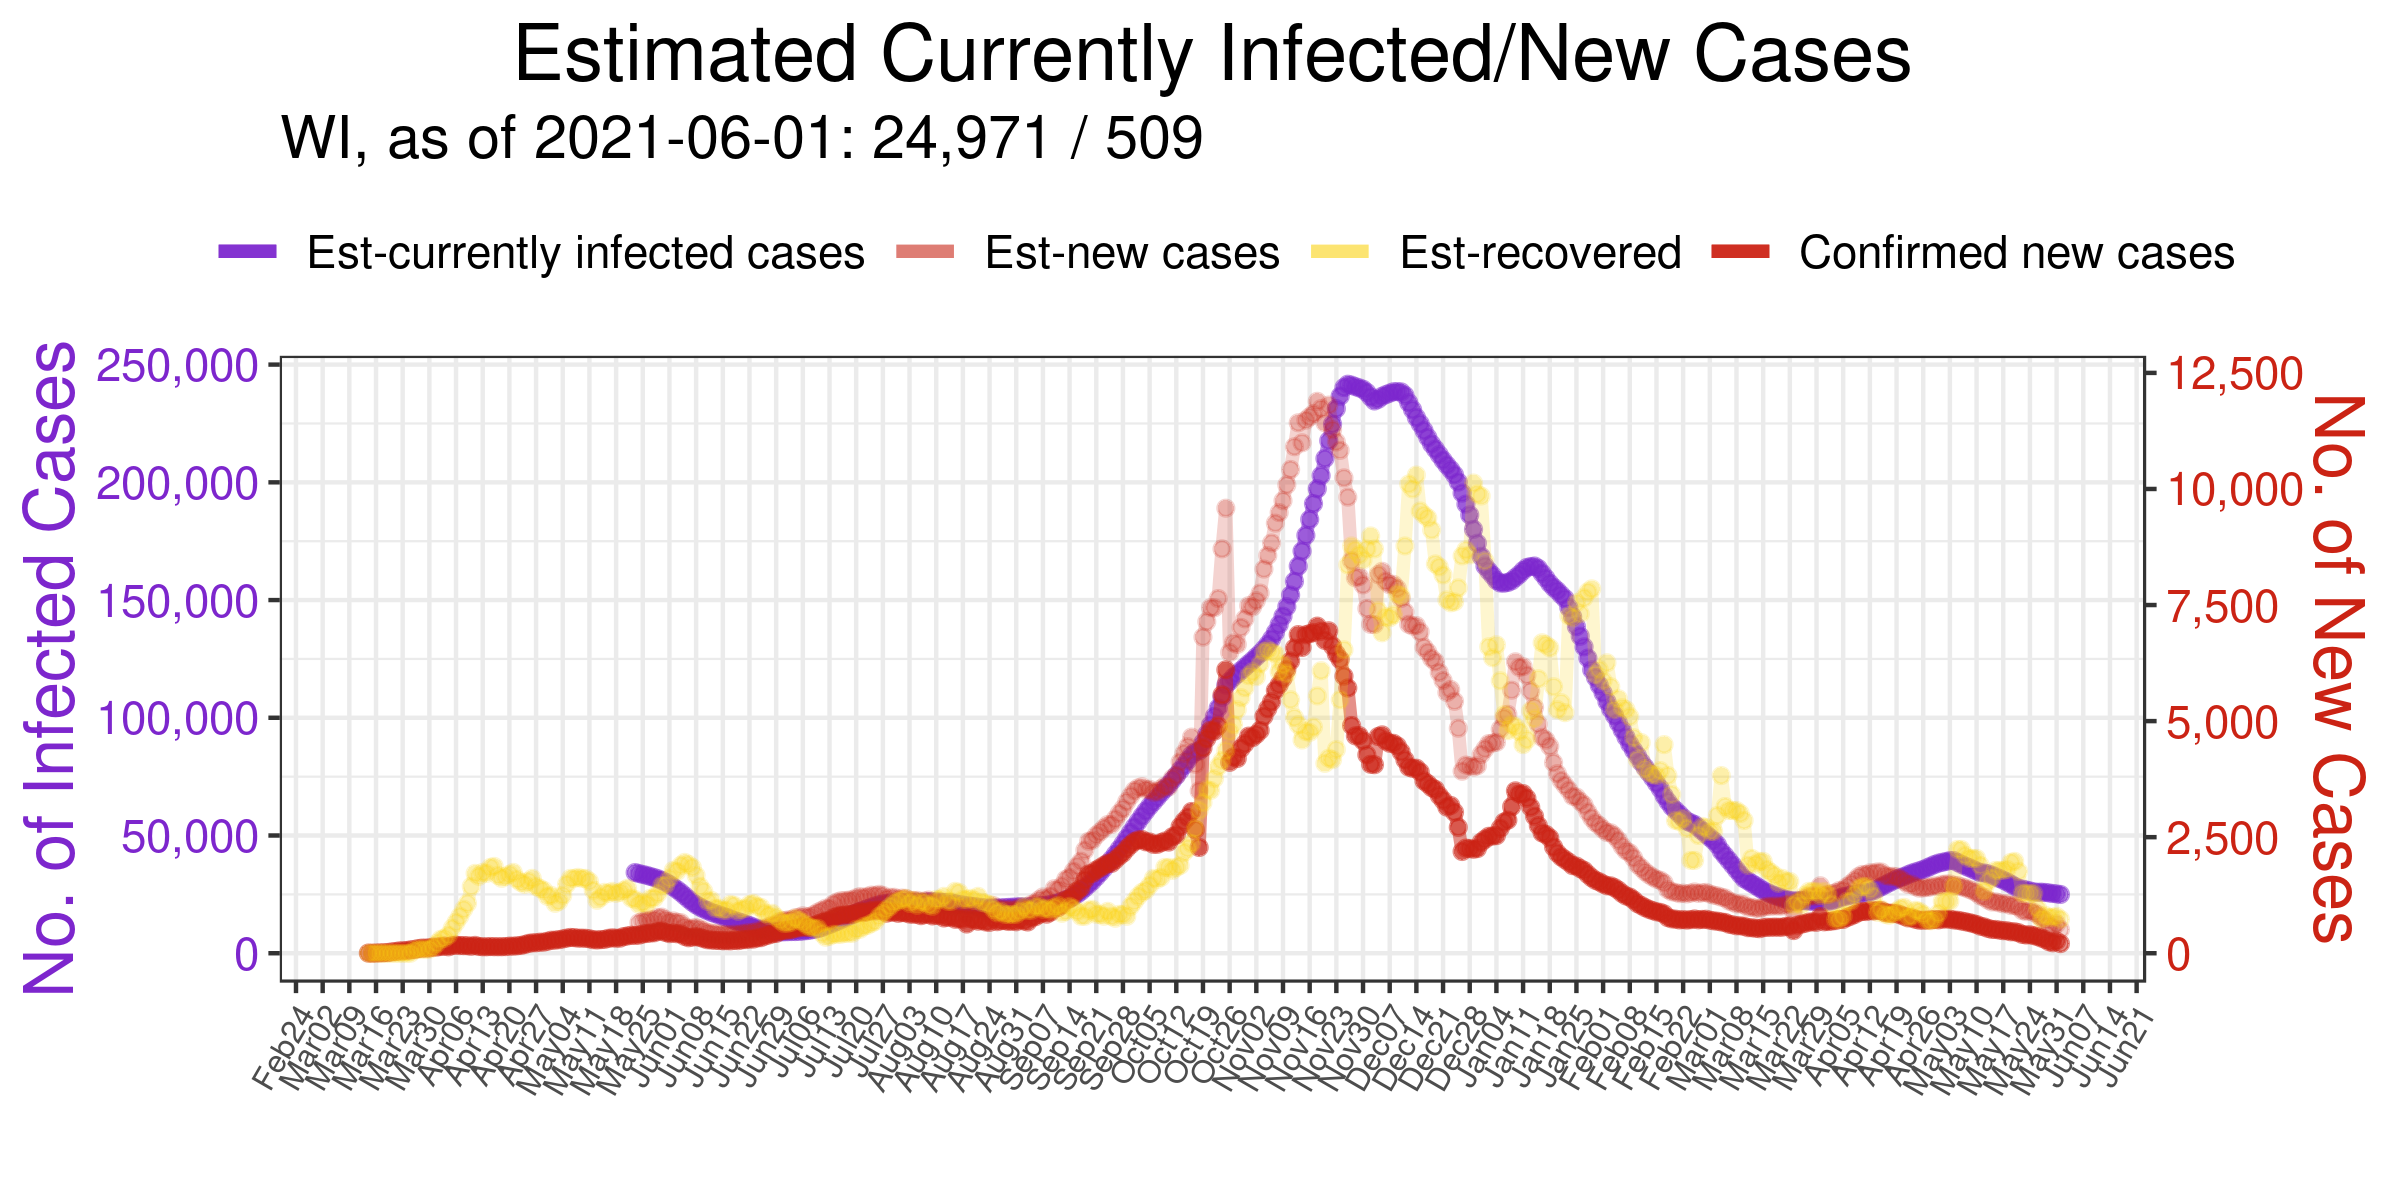 Estimated Currently Infected/New Cases
WI, as of 2021-06-01: 24,971 / 509
Est-currently infected cases
Est-new cases
Est-recovered
Confirmed new cases
No. of Infected Cases
250,000
200,000
150,000
100,000
50,000
0
12,500
10,000
7,500
5,000
2,500
0
No. of New Cases
Feb24
Mar02
Mar09
Mar16
Mar23
Mar30
Apr06
Apr13
Apr20
Apr27
May04
May11
May18
May25
Jun01
Jun08
Jun15
Jun22
Jun29
Jul06
Jul13
Jul20
Jul27
Aug03
Aug10
Aug17
Aug24
Aug31
Sep07
Sep14
Sep21
Sep28
Oct05
Oct12
Oct19
Oct26
Nov02
Nov09
Nov16
Nov23
Nov30
Dec07
Dec14
Dec21
Dec28
Jan04
Jan11
Jan18
Jan25
Feb01
Feb08
Feb15
Feb22
Mar01
Mar08
Mar15
Mar22
Mar29
Apr05
Apr12
Apr19
Apr26
May03
May10
May17
May24
May31
Jun07
Jun14
Jun21